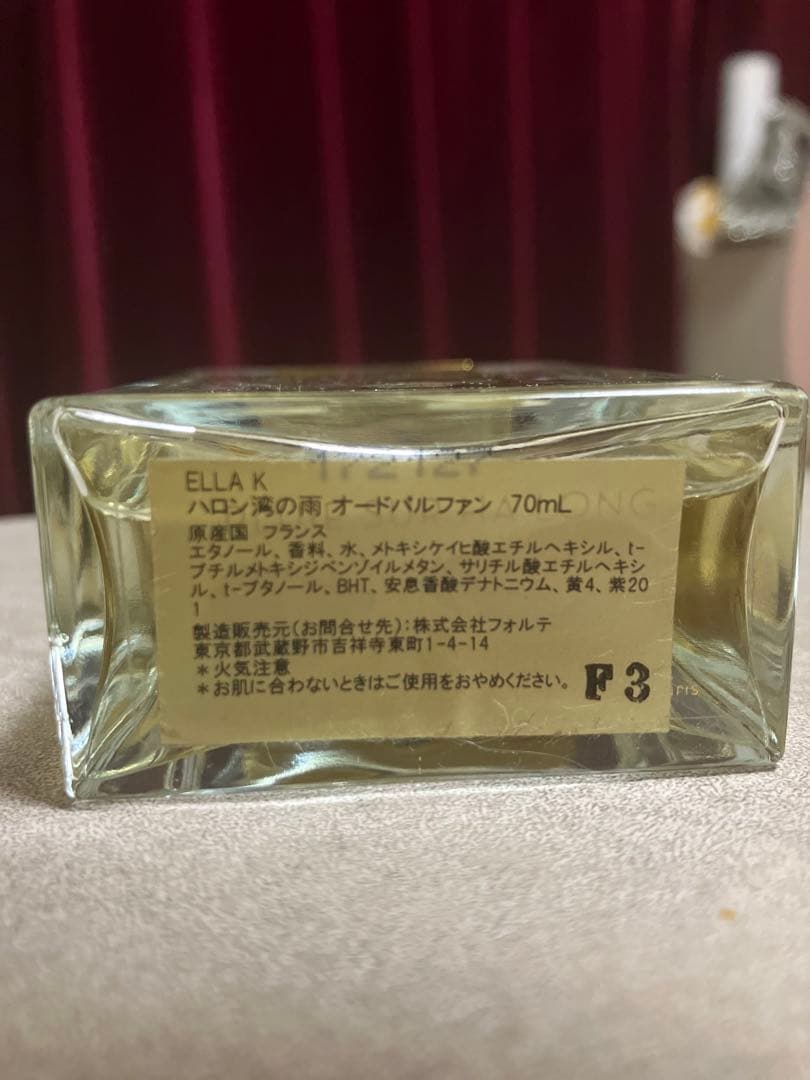 ELLA K
ハロン湾の雨 オードパルファン 70mL
原産国 フランス
エタノール、香料、水、メトキシケイヒ酸エチルヘキシル、t-
ブチルメトキシジベンゾイルメタン、サリチル酸エチルヘキシ
ル、t-ブタノール、BHT、安息香酸デナトニウム、黄4、紫20
1
製造販売元(お問合せ先):株式会社フォルテ
東京都武蔵野市吉祥寺東町1-4-14
*火気注意
*お肌に合わないときはご使用をおやめください。
F3